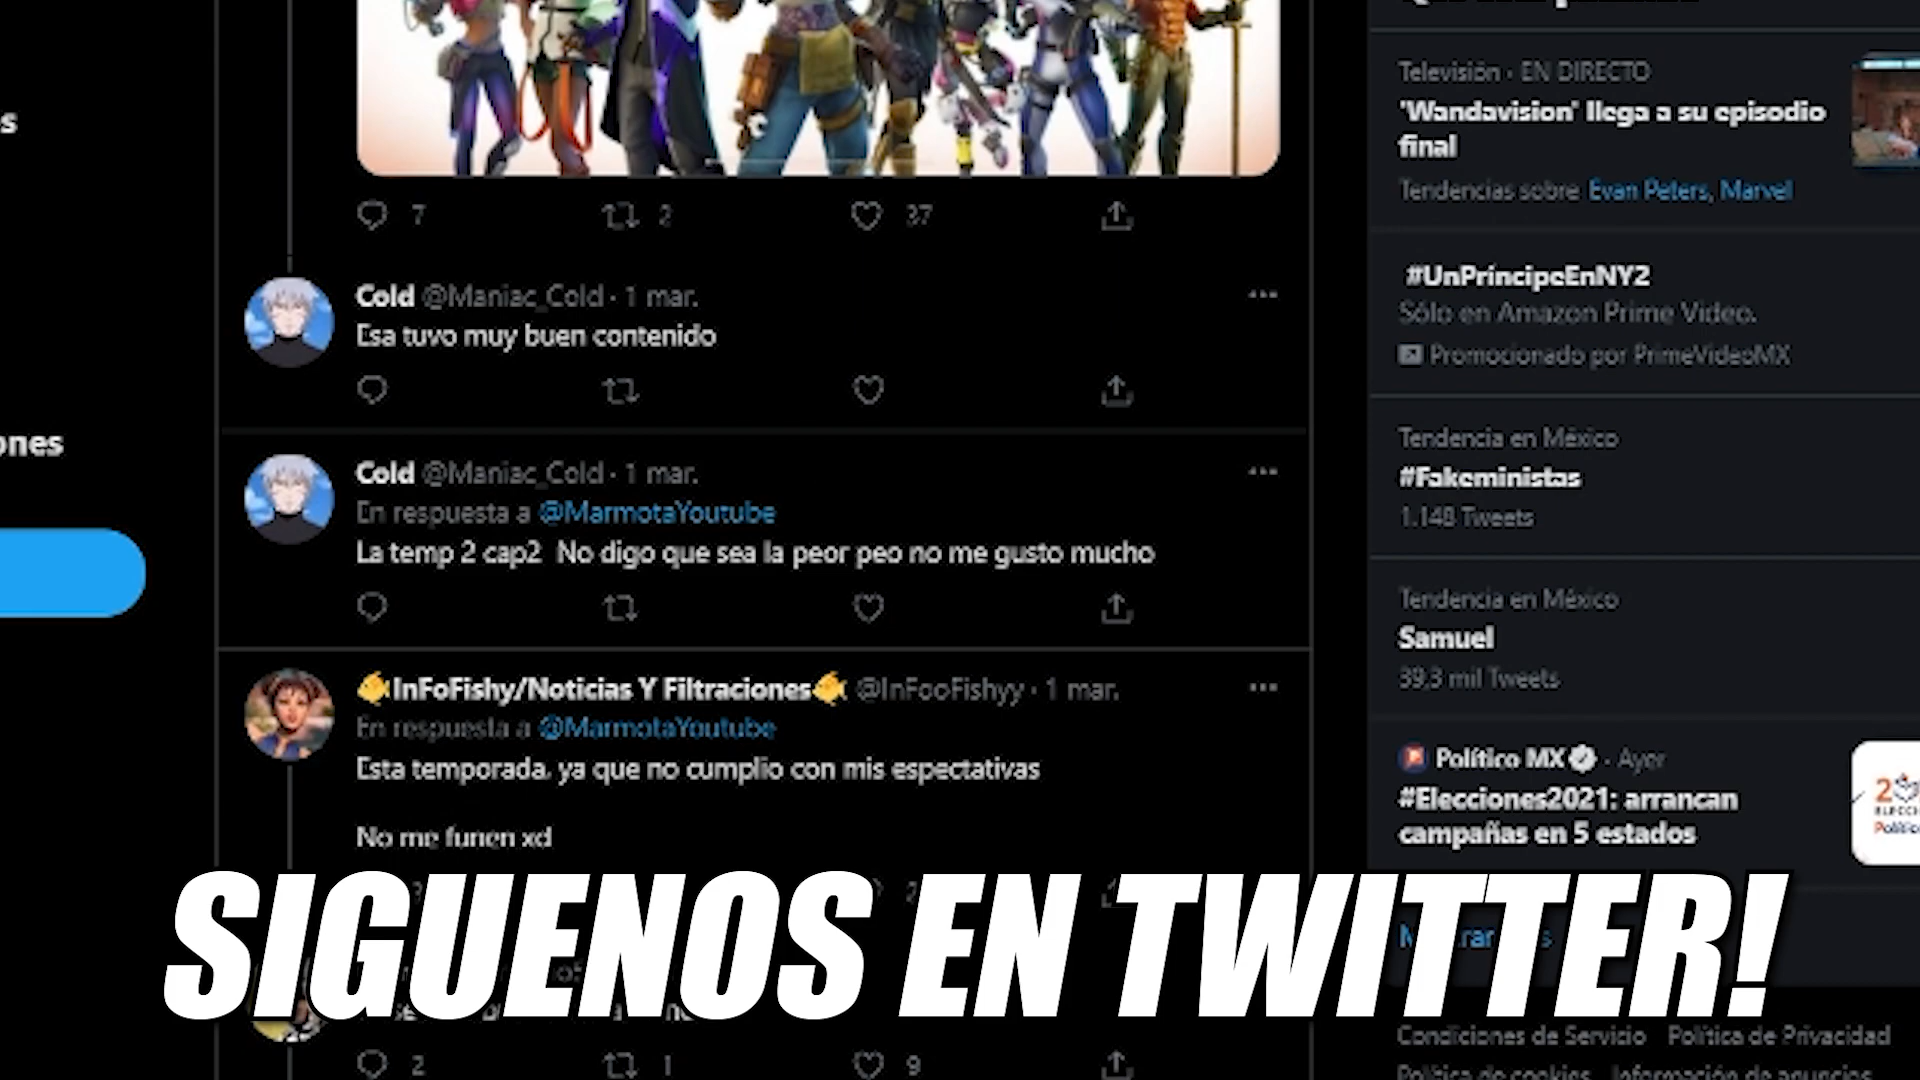 7 2 37
Cold @Maniac_Cold · 1 mar.
Esa tuvo muy buen contenido
Cold @Maniac_Cold · 1 mar.
En respuesta a @MarmotaYoutube
La temp 2 cap2 No digo que sea la peor peo no me gusto mucho
InFoFishy/Noticias Y Filtraciones @InFooFishyy · 1 mar.
En respuesta a @MarmotaYoutube
Esta temporada, ya que no cumplio con mis espectativas
No me funen xd
SIGUENOS EN TWITTER!
2 1 9
Televisión · EN DIRECTO
'Wandavision' llega a su episodio
final
Tendencias sobre Evan Peters, Marvel
#UnPríncipeEnNY2
Sólo en Amazon Prime Video.
Promocionado por PrimeVideoMX
Tendencia en México
#Fakeministas
1.148 Tweets
Tendencia en México
Samuel
39,3 mil Tweets
Político MX · Ayer
#Elecciones2021: arrancan
campañas en 5 estados
Condiciones de Servicio Política de Privacidad
Política de cookies Información de anuncios